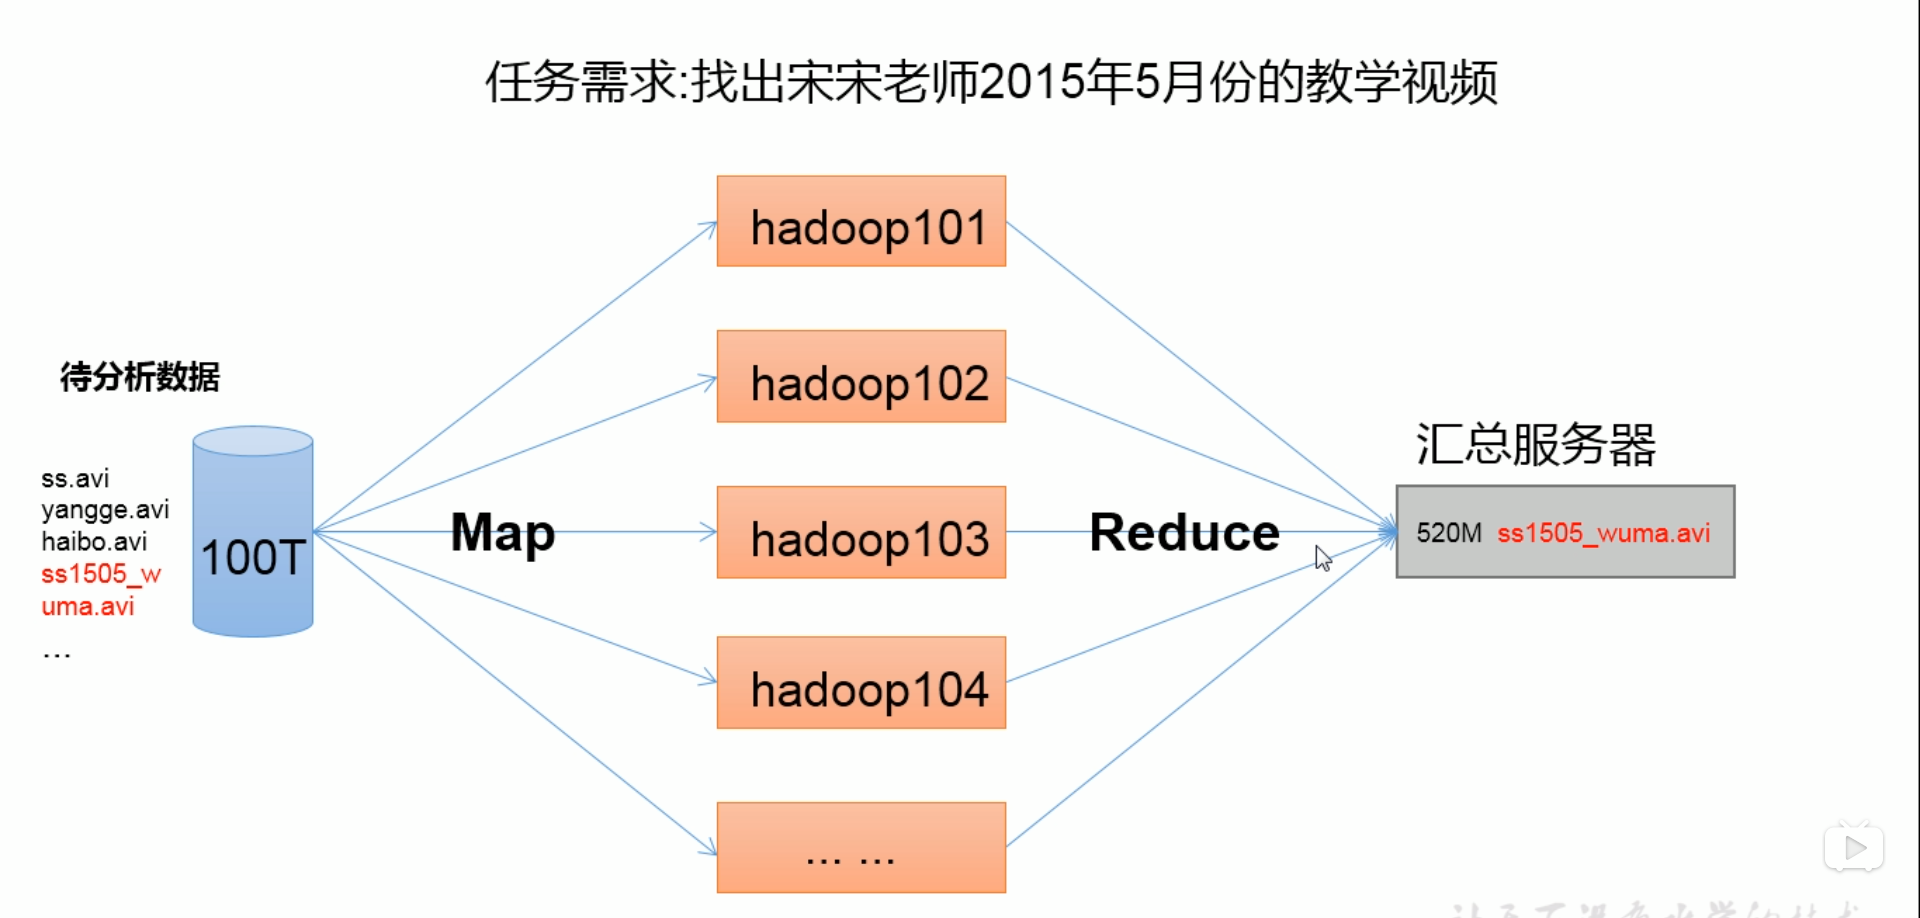 任务需求:找出宋宋老师2015年5月份的教学视频
待分析数据
ss.avi
yangge.avi
haibo.avi
ss1505_w
uma.avi
...
100T
Map
hadoop101
hadoop102
hadoop103
hadoop104
... ...
Reduce
汇总服务器
520M ss1505_wuma.avi